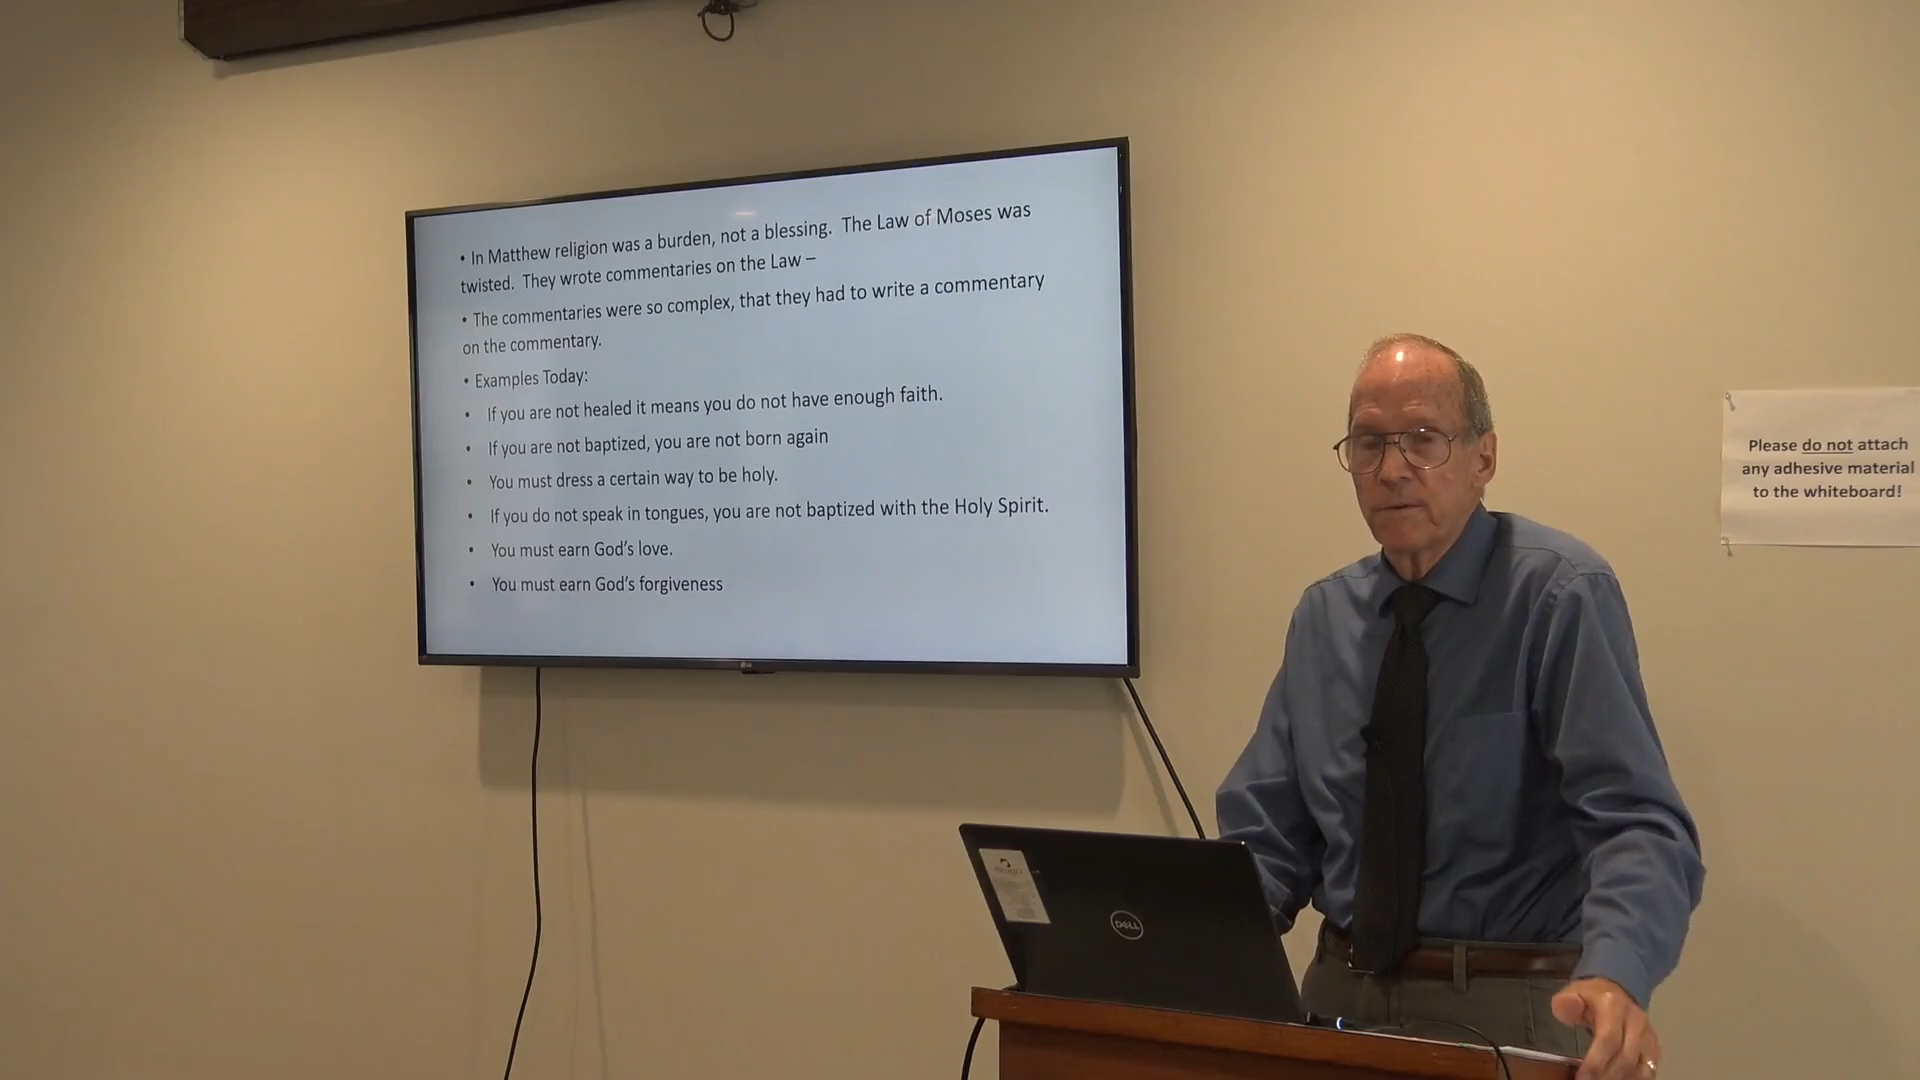 • In Matthew religion was a burden, not a blessing.  The Law of Moses was
twisted.  They wrote commentaries on the Law –
• The commentaries were so complex, that they had to write a commentary
on the commentary.
• Examples Today:
• If you are not healed it means you do not have enough faith.
• If you are not baptized, you are not born again
• You must dress a certain way to be holy.
• If you do not speak in tongues, you are not baptized with the Holy Spirit.
• You must earn God's love.
• You must earn God's forgiveness
LG
Please do not attach
any adhesive material
to the whiteboard!
DELL